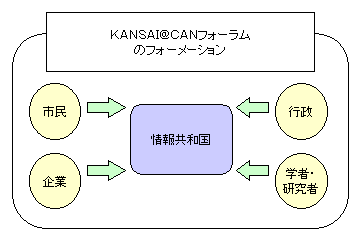 KANSAI@CANフォーラム
のフォーメーション
市民
行政
情報共和国
企業
学者・
研究者